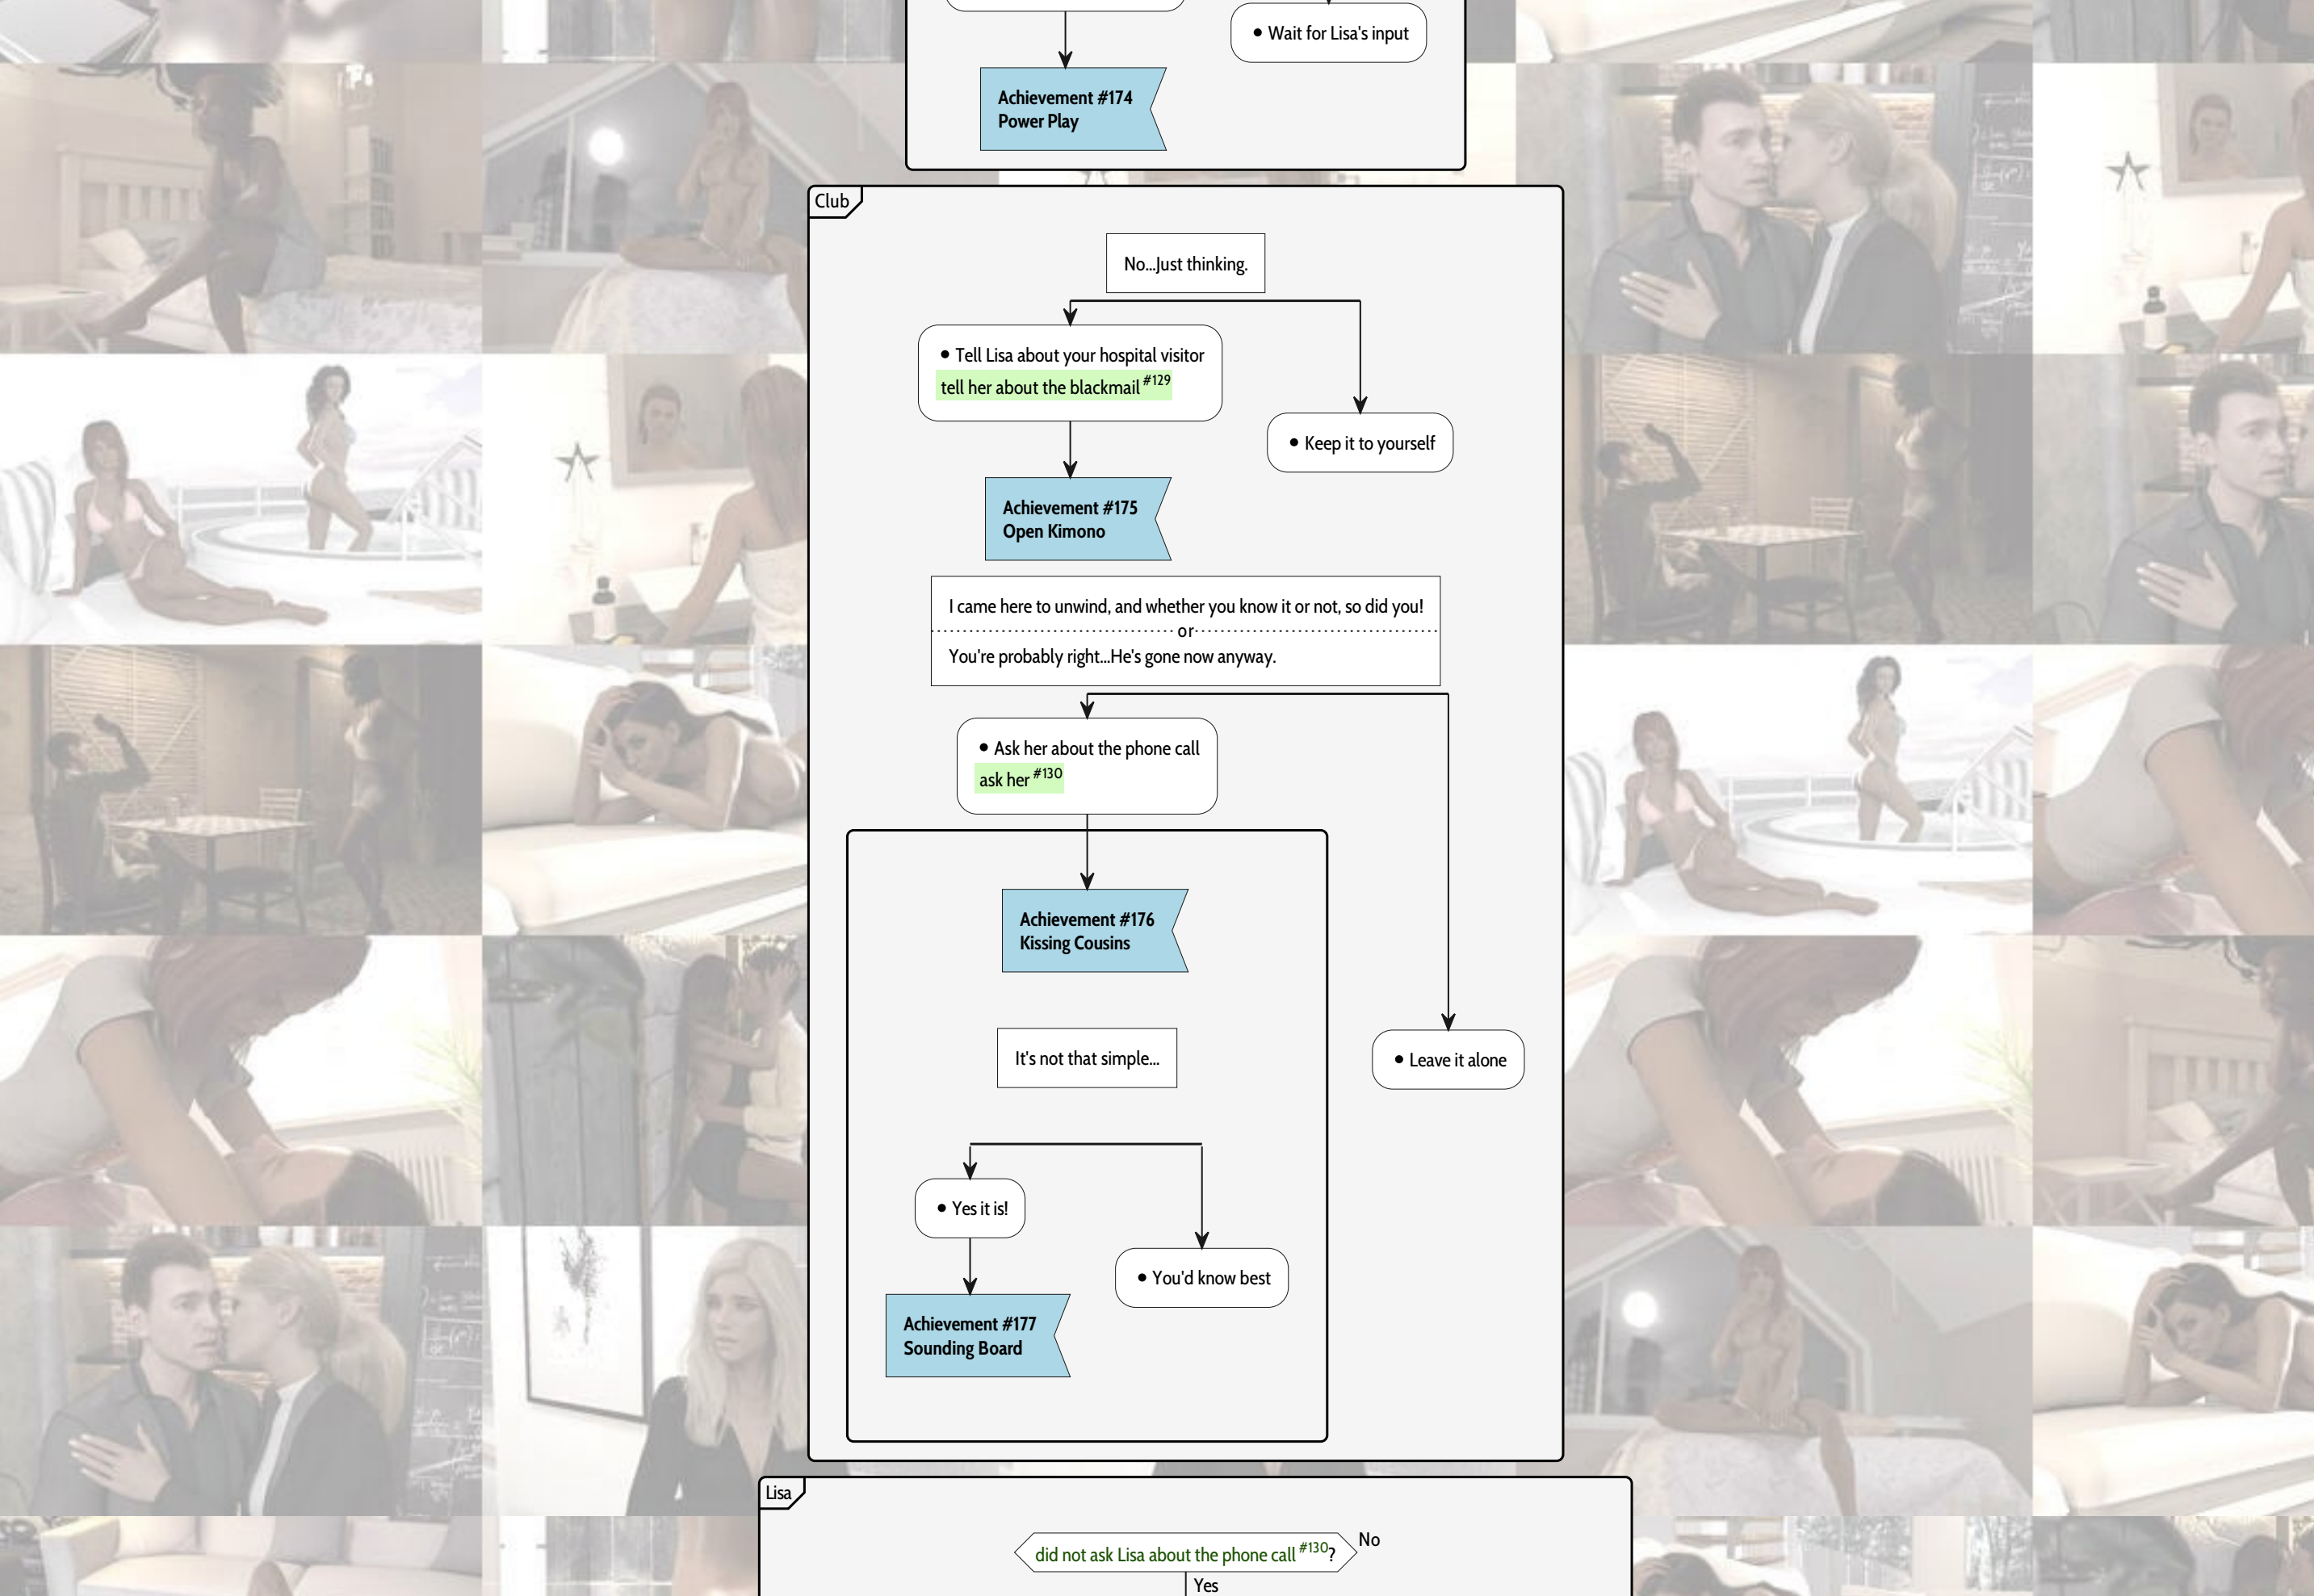 • Wait for Lisa's input
Achievement #174
Power Play
Club
No...Just thinking.
• Tell Lisa about your hospital visitor
tell her about the blackmail #129
• Keep it to yourself
Achievement #175
Open Kimono
I came here to unwind, and whether you know it or not, so did you!
or
You're probably right...He's gone now anyway.
• Ask her about the phone call
ask her #130
Achievement #176
Kissing Cousins
It's not that simple...
• Leave it alone
• Yes it is!
• You'd know best
Achievement #177
Sounding Board
Lisa
did not ask Lisa about the phone call #130?
No
Yes